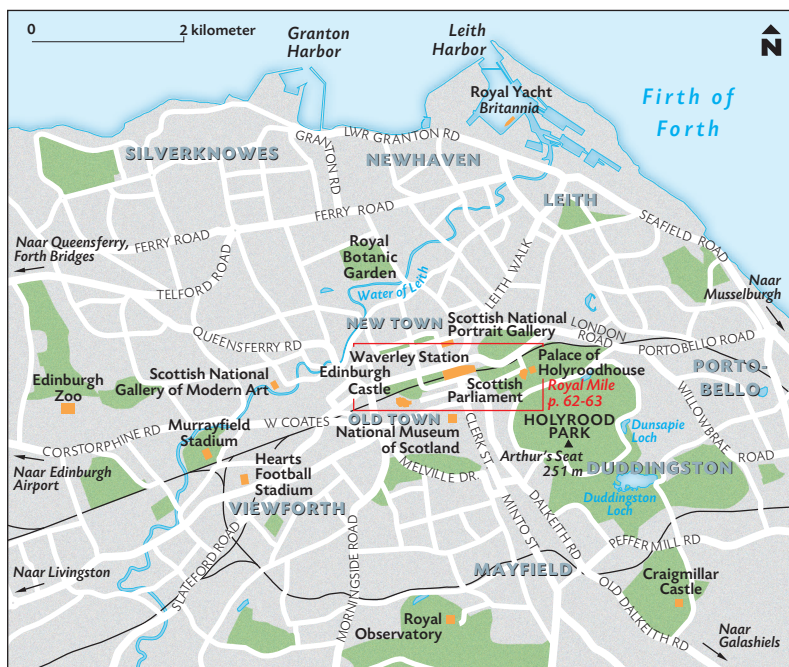 0
2 kilometer
Granton
Harbor
Leith
Harbor
N
Royal Yacht
Britannia
Firth of
Forth
SILVERKNOWES
GRANTON RD
LWR GRANTON RD
NEWHAVEN
LEITH
SEAFIELD ROAD
FERRY ROAD
FERRY ROAD
Naar Queensferry,
Forth Bridges
TELFORD ROAD
Royal
Botanic
Garden
Water of Leith
LEITH WALK
Naar
Musselburgh
QUEENSFERRY RD
NEW TOWN
Scottish National
Portrait Gallery
LONDON
ROAD
PORTOBELLO ROAD
PORTO-
BELLO
Waverley Station
Edinburgh
Castle
Scottish
Parliament
Palace of
Holyroodhouse
Royal Mile
p. 62-63
Scottish National
Gallery of Modern Art
Edinburgh
Zoo
OLD TOWN
W COATES
CORSTORPHINE RD
Murrayfield
Stadium
National Museum
of Scotland
CLERK ST
HOLYROOD
PARK
Arthur's Seat
251 m
Dunsapie
Loch
WILLOWBRAE
ROAD
DUDDINGSTON
Duddingston
Loch
Naar Edinburgh
Airport
Hearts
Football
Stadium
MELVILLE DR.
VIEWFORTH
MINTO ST
DALKEITH RD
PEFFERMILL RD
SLATEFORD ROAD
MORNINGSIDE ROAD
MAYFIELD
OLD DALKEITH RD
Craigmillar
Castle
Naar Livingston
Royal
Observatory
Naar
Galashiels